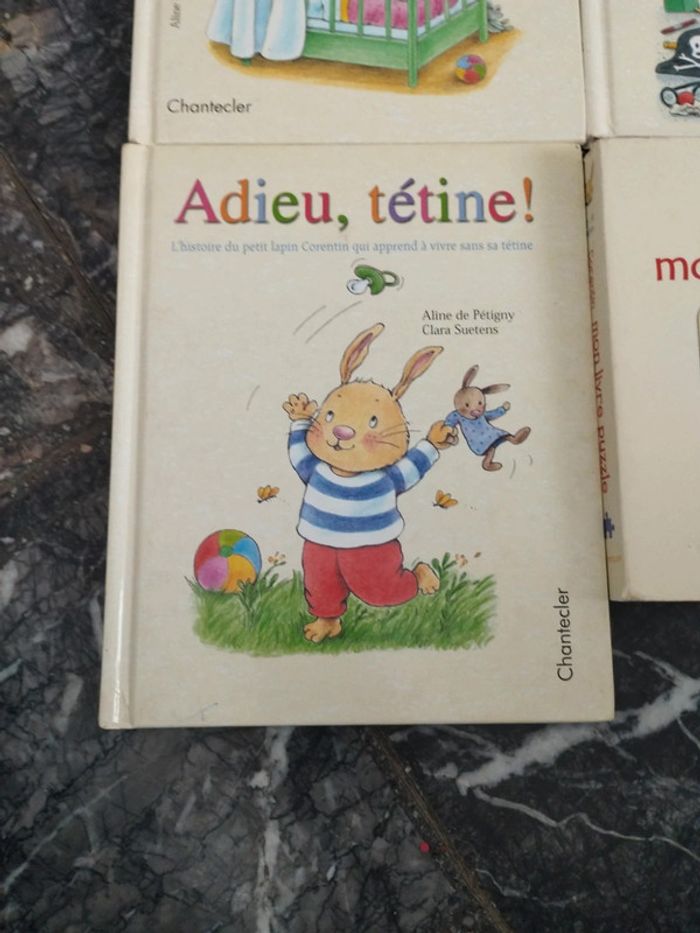 Aline
Chantecler
Adieu, tétine!
L'histoire du petit lapin Corentin qui apprend à vivre sans sa tétine
Aline de Pétigny
Clara Suetens
Chantecler
mon livre puzzle
mo